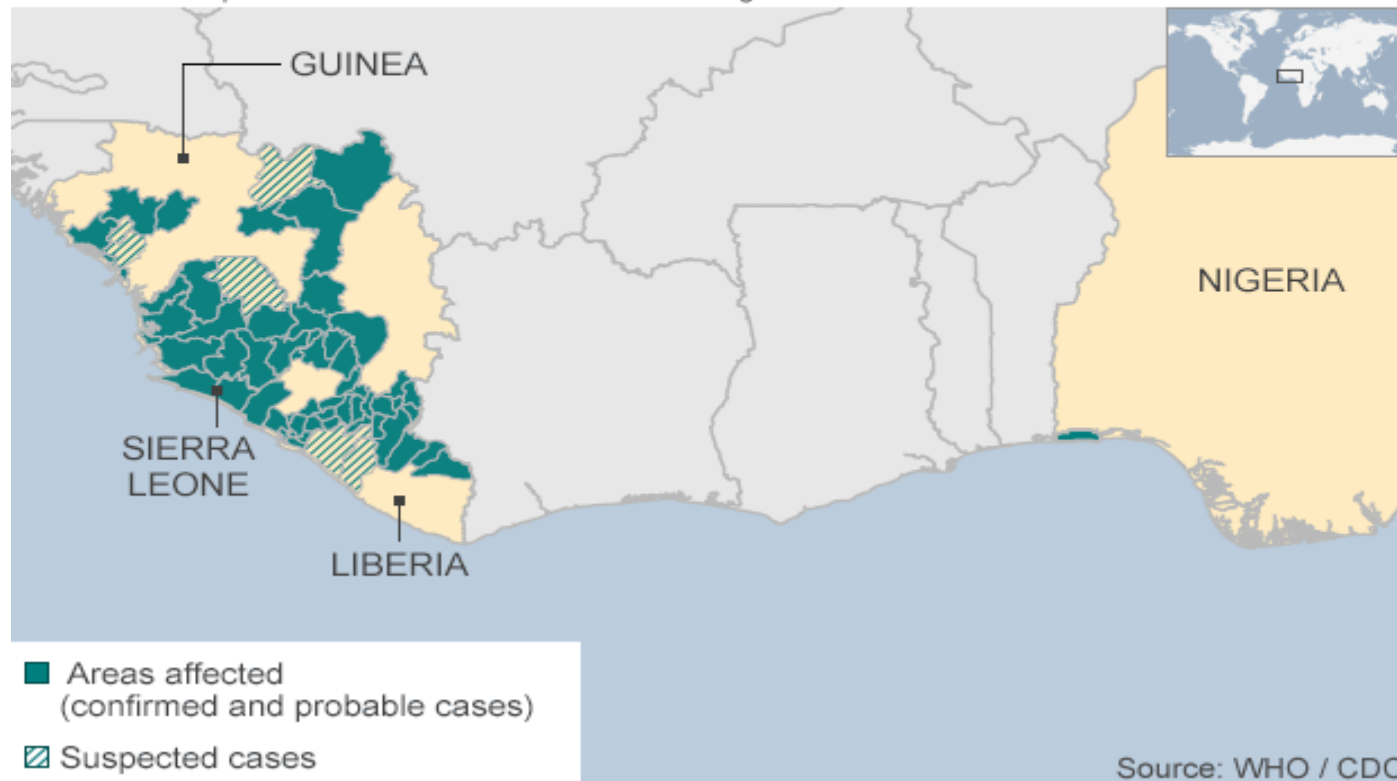 GUINEA
NIGERIA
SIERRA
LEONE
LIBERIA
Areas affected
(confirmed and probable cases)
Suspected cases
Source: WHO / CDC